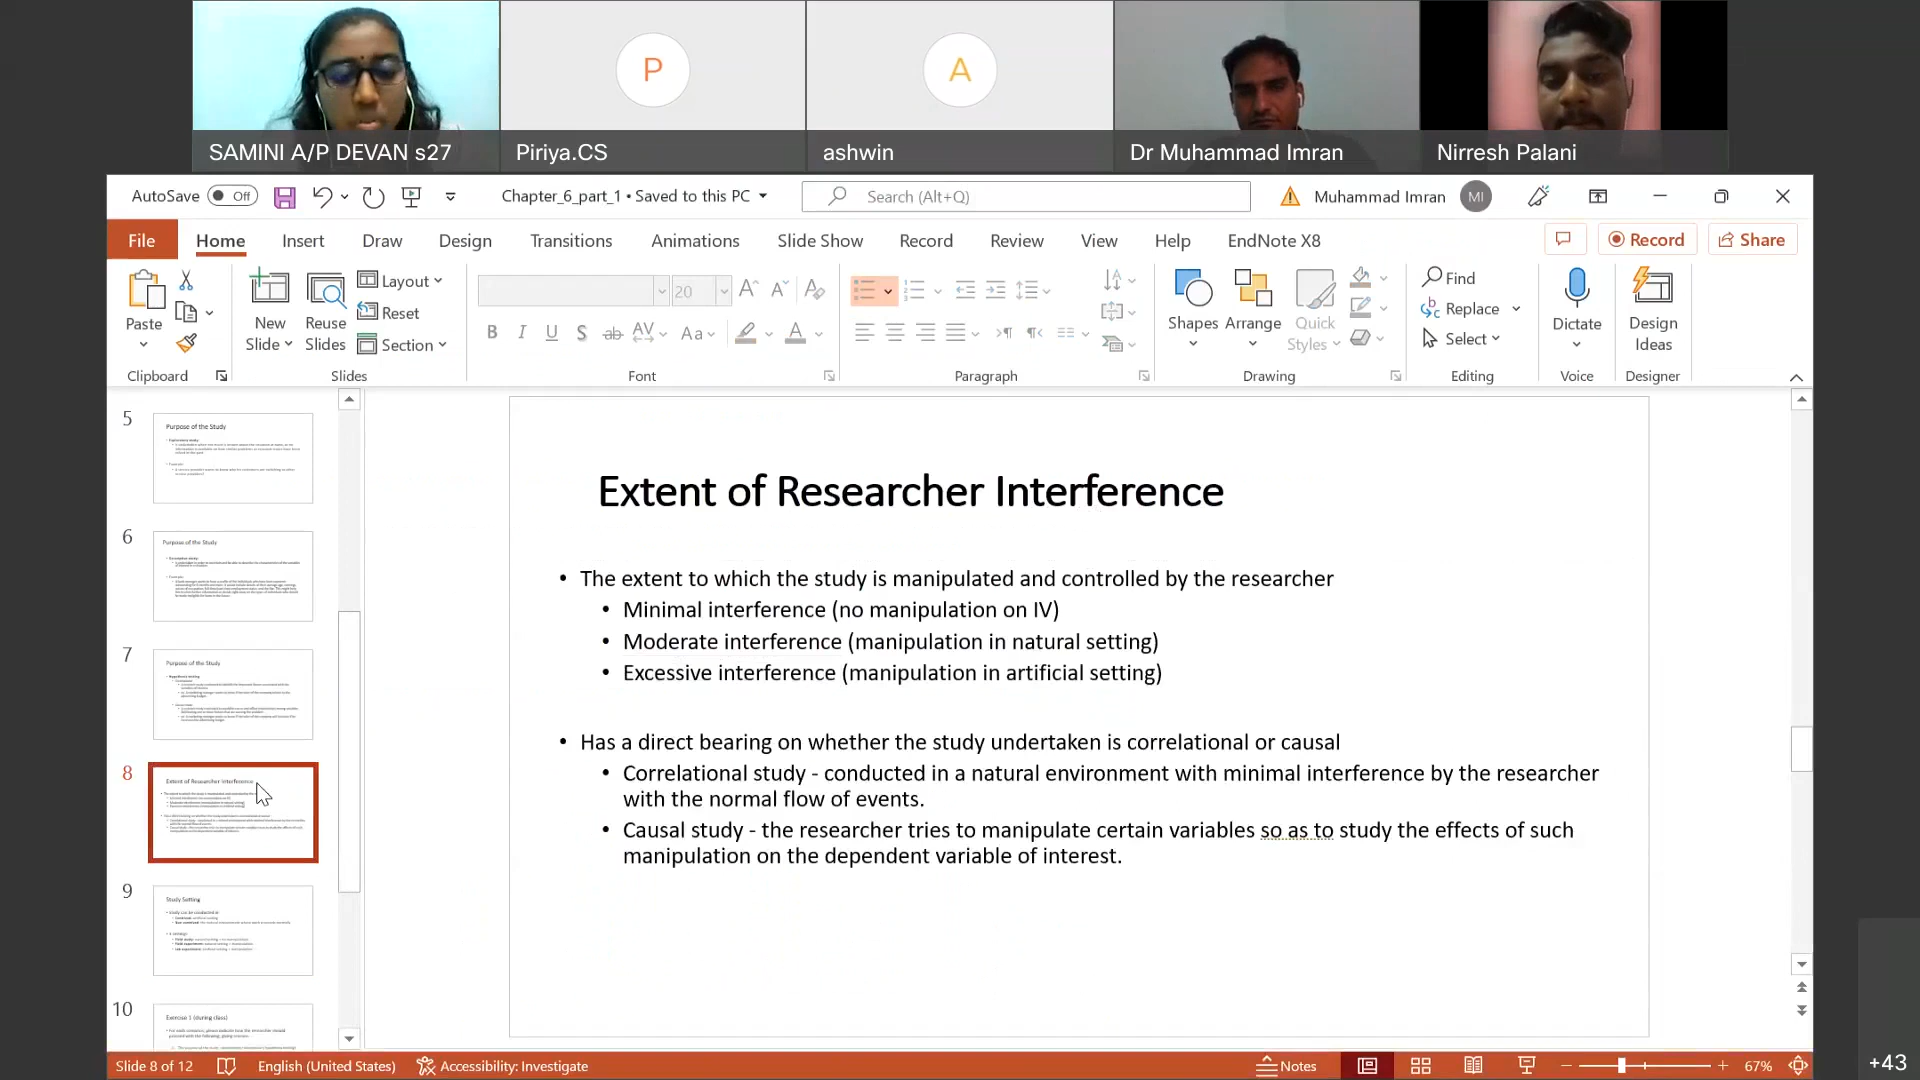 P
A
SAMINI A/P DEVAN s27
Piriya.CS
ashwin
Dr Muhammad Imran
Nirresh Palani
AutoSave Off
Chapter_6_part_1 • Saved to this PC
Search (Alt+Q)
Muhammad Imran MI
File Home Insert Draw Design Transitions Animations Slide Show Record Review View Help EndNote X8 Record Share
Paste
New Slide
Reuse Slides
Layout
Reset
Section
20
B I U S ab AV Aa A
Shapes Arrange Quick Styles
Find
Replace
Select
Dictate
Design Ideas
Clipboard Slides Font Paragraph Drawing Editing Voice Designer
5
Purpose of the Study
6
Purpose of the Study
7
Purpose of the Study
8
Extent of Researcher Interference
9
Study Setting
10
Exercise 1 (during class)
Extent of Researcher Interference
• The extent to which the study is manipulated and controlled by the researcher
• Minimal interference (no manipulation on IV)
• Moderate interference (manipulation in natural setting)
• Excessive interference (manipulation in artificial setting)
• Has a direct bearing on whether the study undertaken is correlational or causal
• Correlational study - conducted in a natural environment with minimal interference by the researcher
with the normal flow of events.
• Causal study - the researcher tries to manipulate certain variables so as to study the effects of such
manipulation on the dependent variable of interest.
Slide 8 of 12 English (United States) Accessibility: Investigate Notes 67%
+43